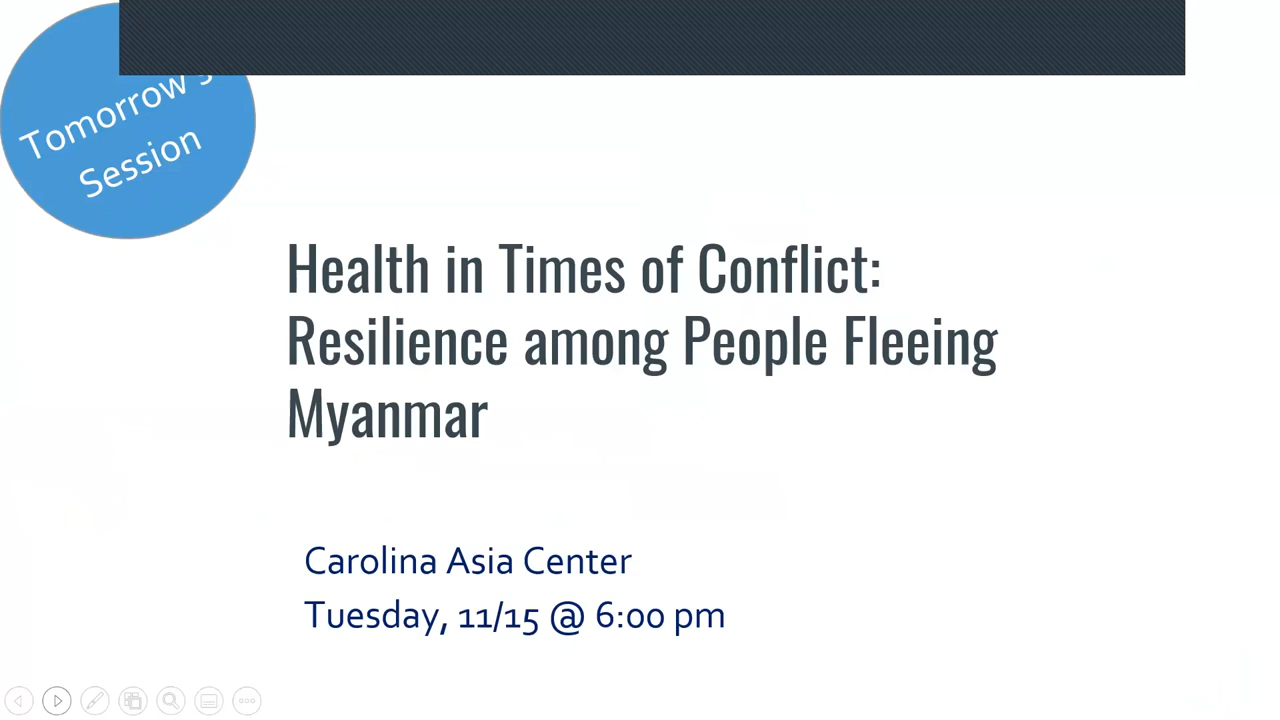 Tomorrow's
Session
Health in Times of Conflict:
Resilience among People Fleeing
Myanmar
Carolina Asia Center
Tuesday, 11/15 @ 6:00 pm